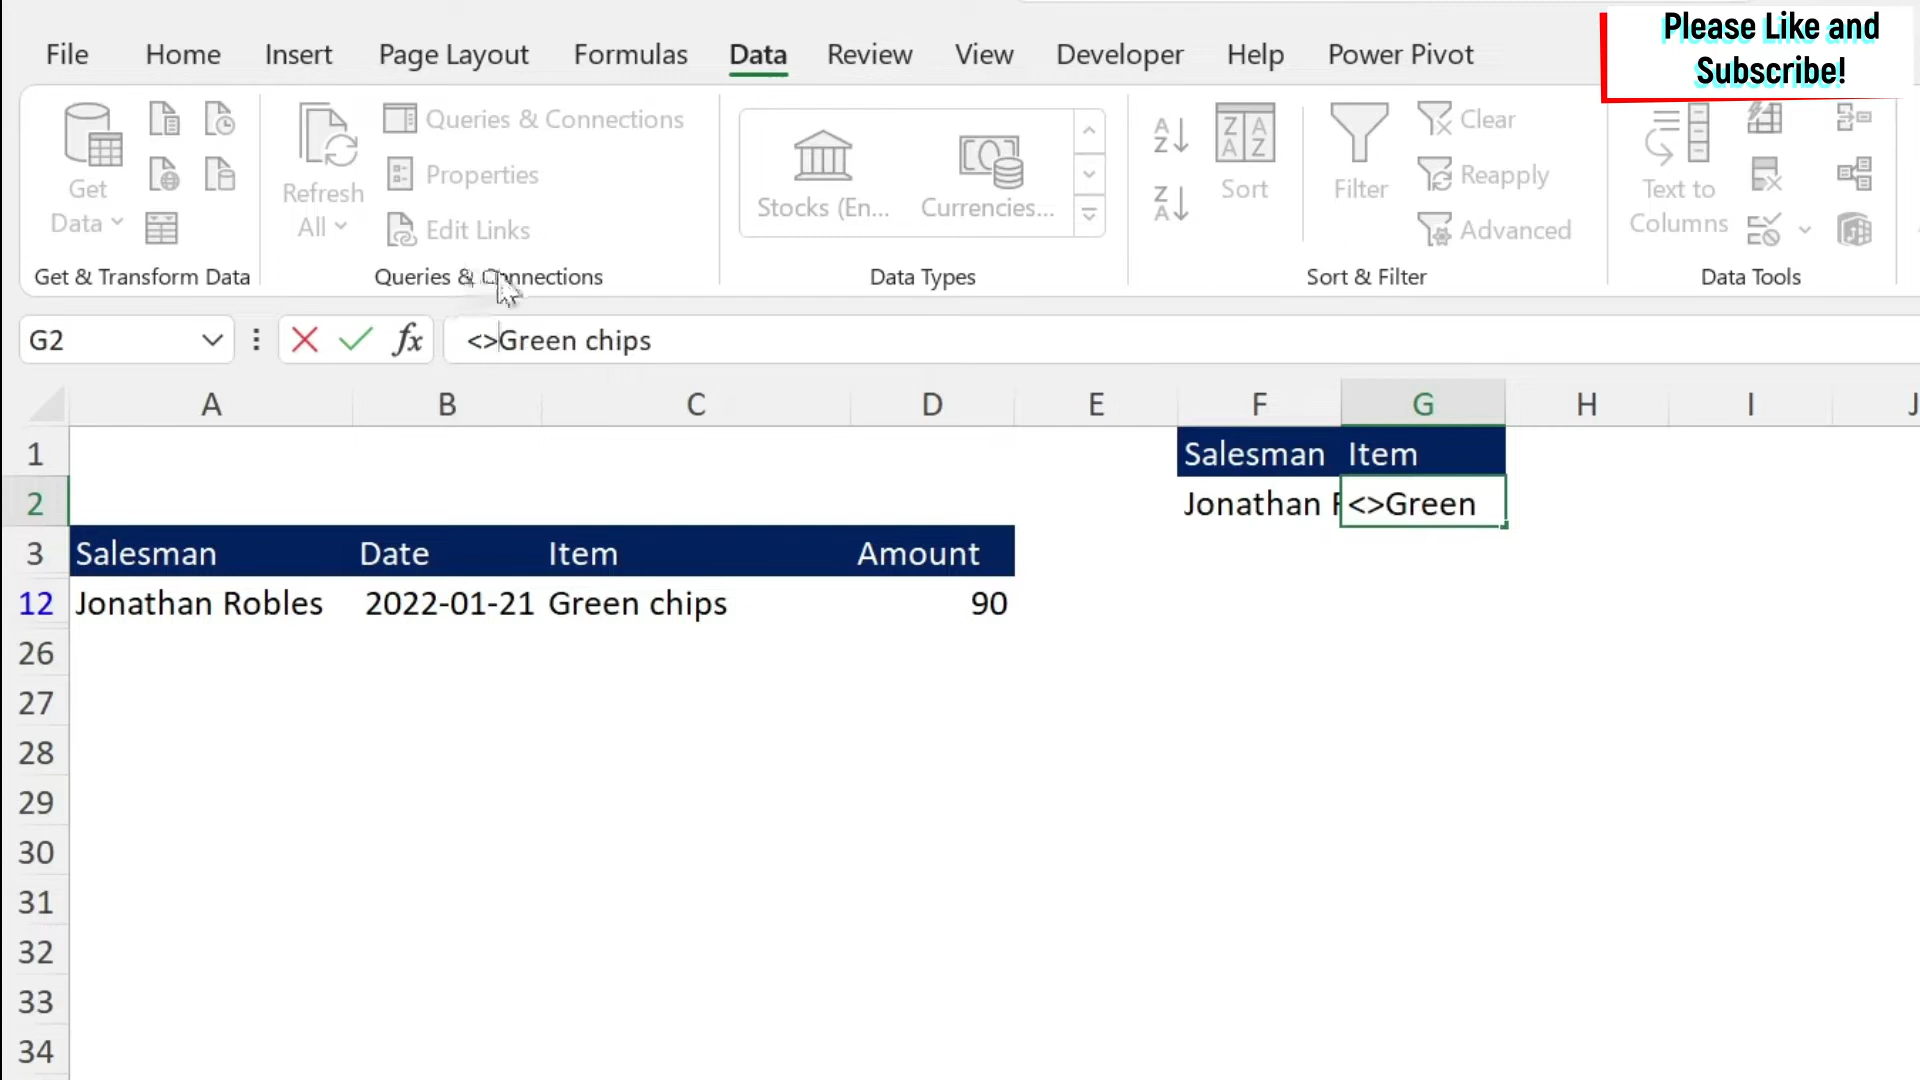 Please Like and
Subscribe!
File Home Insert Page Layout Formulas Data Review View Developer Help Power Pivot
Get
Data
Refresh
All
Queries & Connections
Properties
Edit Links
Stocks (En...
Currencies...
Sort
Filter
Clear
Reapply
Advanced
Text to
Columns
Get & Transform Data
Queries & Connections
Data Types
Sort & Filter
Data Tools
G2
fx
<>Green chips
A B C D E F G H I J
1 Salesman Item
2 Jonathan <>Green
3 Salesman Date Item Amount
12 Jonathan Robles 2022-01-21 Green chips 90
26
27
28
29
30
31
32
33
34